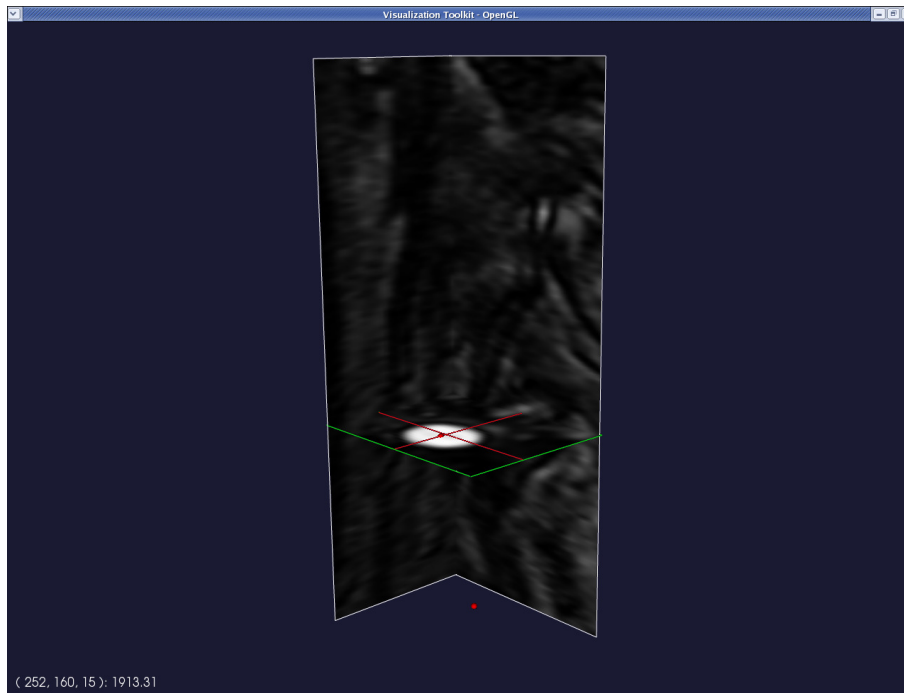 Visualization Toolkit - OpenGL
( 252, 160, 15 ): 1913.31